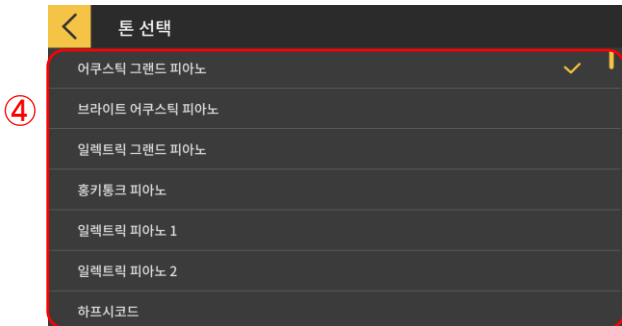 톤 선택
어쿠스틱 그랜드 피아노
④
브라이트 어쿠스틱 피아노
일렉트릭 그랜드 피아노
홍키통크 피아노
일렉트릭 피아노 1
일렉트릭 피아노 2
하프시코드